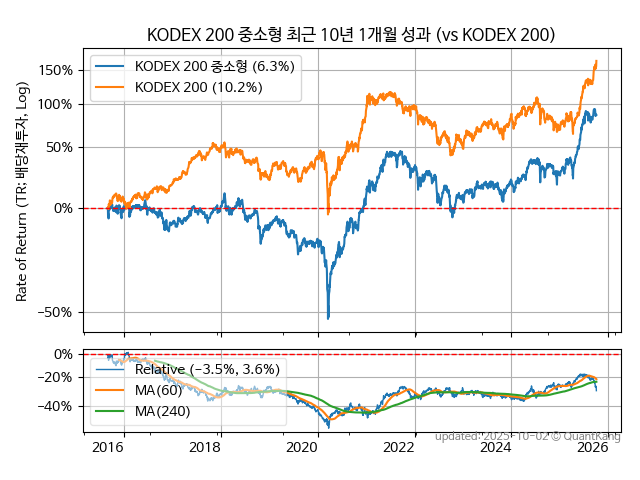 KODEX 200 중소형 최근 10년 1개월 성과 (vs KODEX 200)
Rate of Return (TR: 배당재투자, Log)
150%
100%
50%
0%
−50%
KODEX 200 중소형 (6.3%)
KODEX 200 (10.2%)
0%
−20%
−40%
Relative (−3.5%, 3.6%)
MA(60)
MA(240)
updated: 2025-10-02 © QuantKang
2016 2018 2020 2022 2024 2026